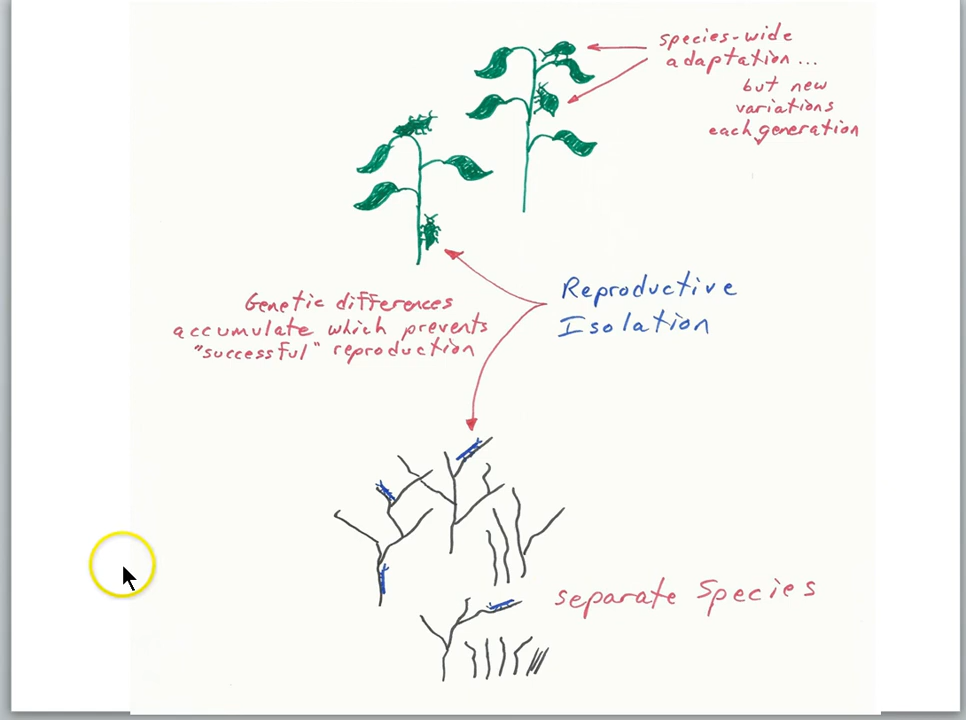 species-wide
adaptation...
but new
variations
each generation
Reproductive
Isolation
Genetic differences
accumulate which prevents
"successful" reproduction
separate species